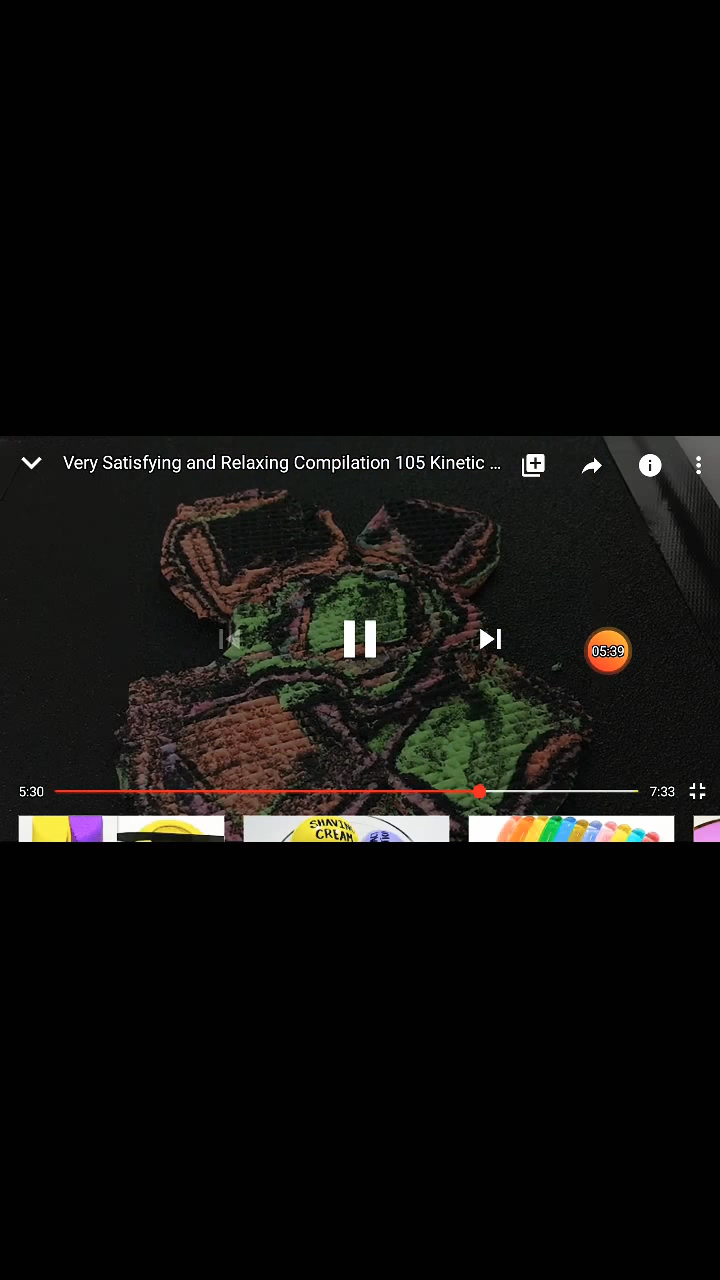 Very Satisfying and Relaxing Compilation 105 Kinetic ...
05:39
5:30
7:33
SHAVING
CREAM